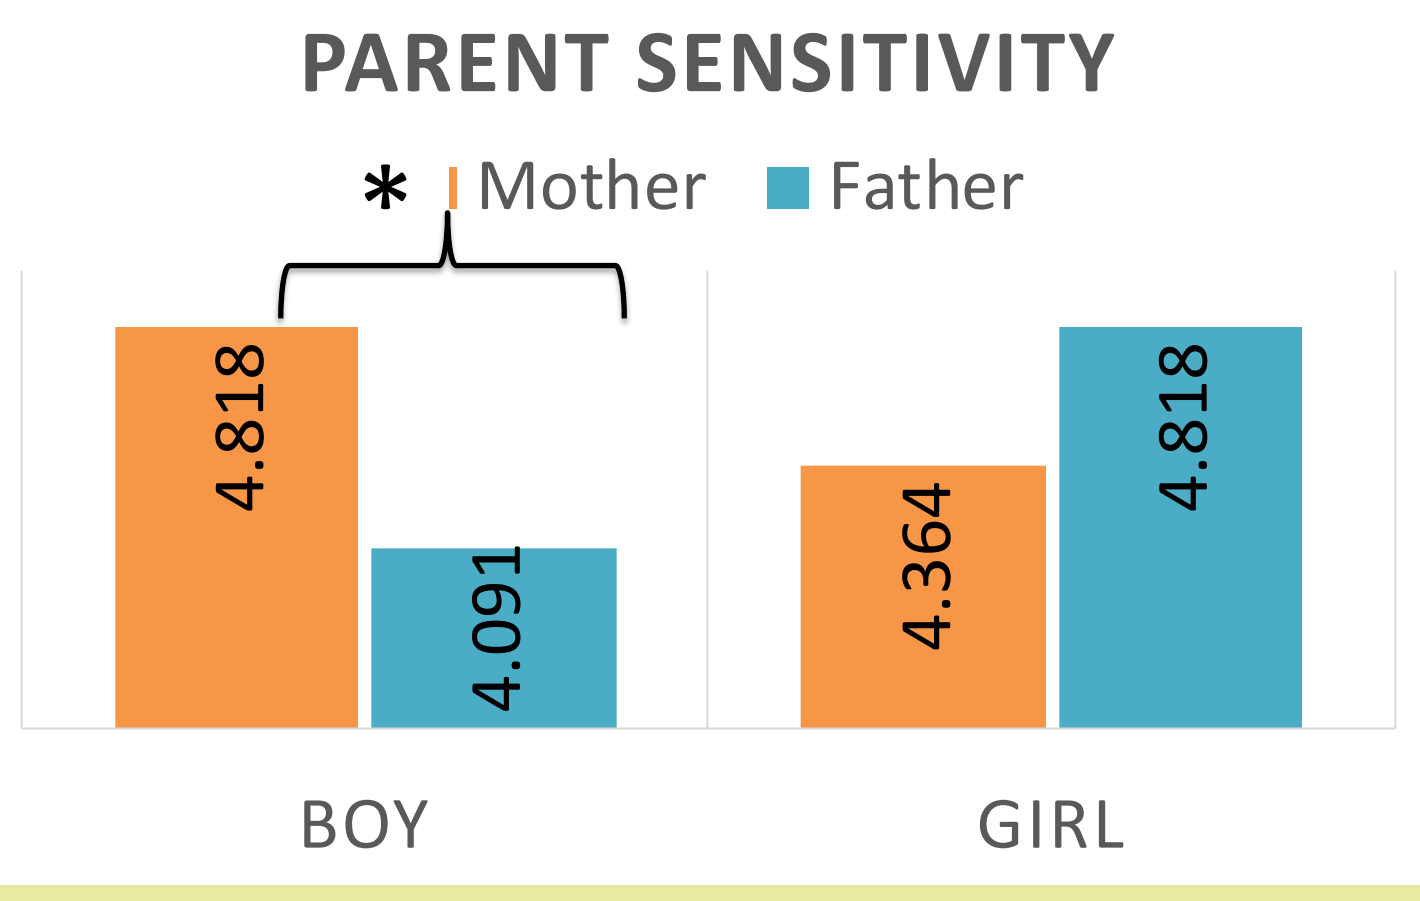 PARENT SENSITIVITY
* Mother Father
4.818
4.091
4.364
4.818
BOY GIRL